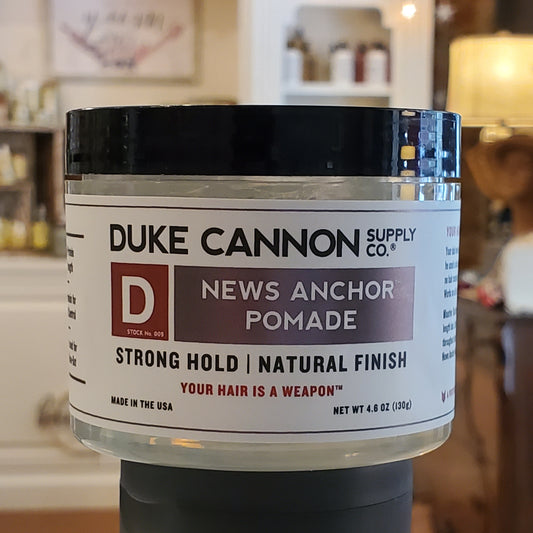 DUKE CANNON SUPPLY CO.®
D
STOCK No. 009
NEWS ANCHOR
POMADE
STRONG HOLD | NATURAL FINISH
YOUR HAIR IS A WEAPON™
MADE IN THE USA
NET WT 4.6 OZ (130g)